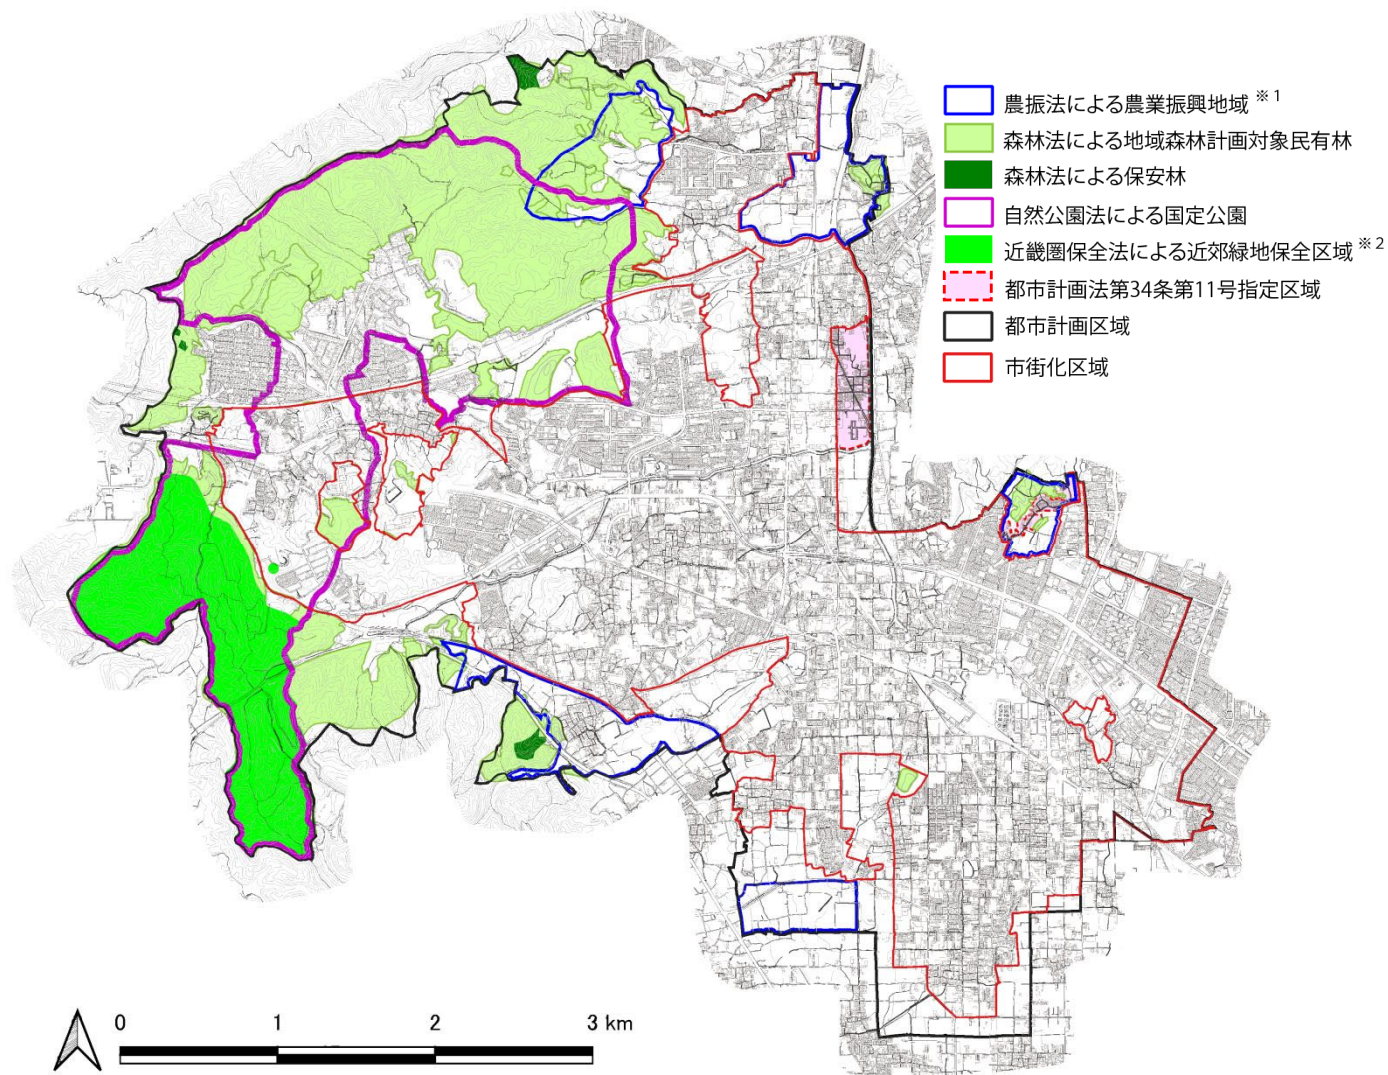 農振法による農業振興地域 ※1
森林法による地域森林計画対象民有林
森林法による保安林
自然公園法による国定公園
近畿圏保全法による近郊緑地保全区域 ※2
都市計画法第34条第11号指定区域
都市計画区域
市街化区域
0 1 2 3 km